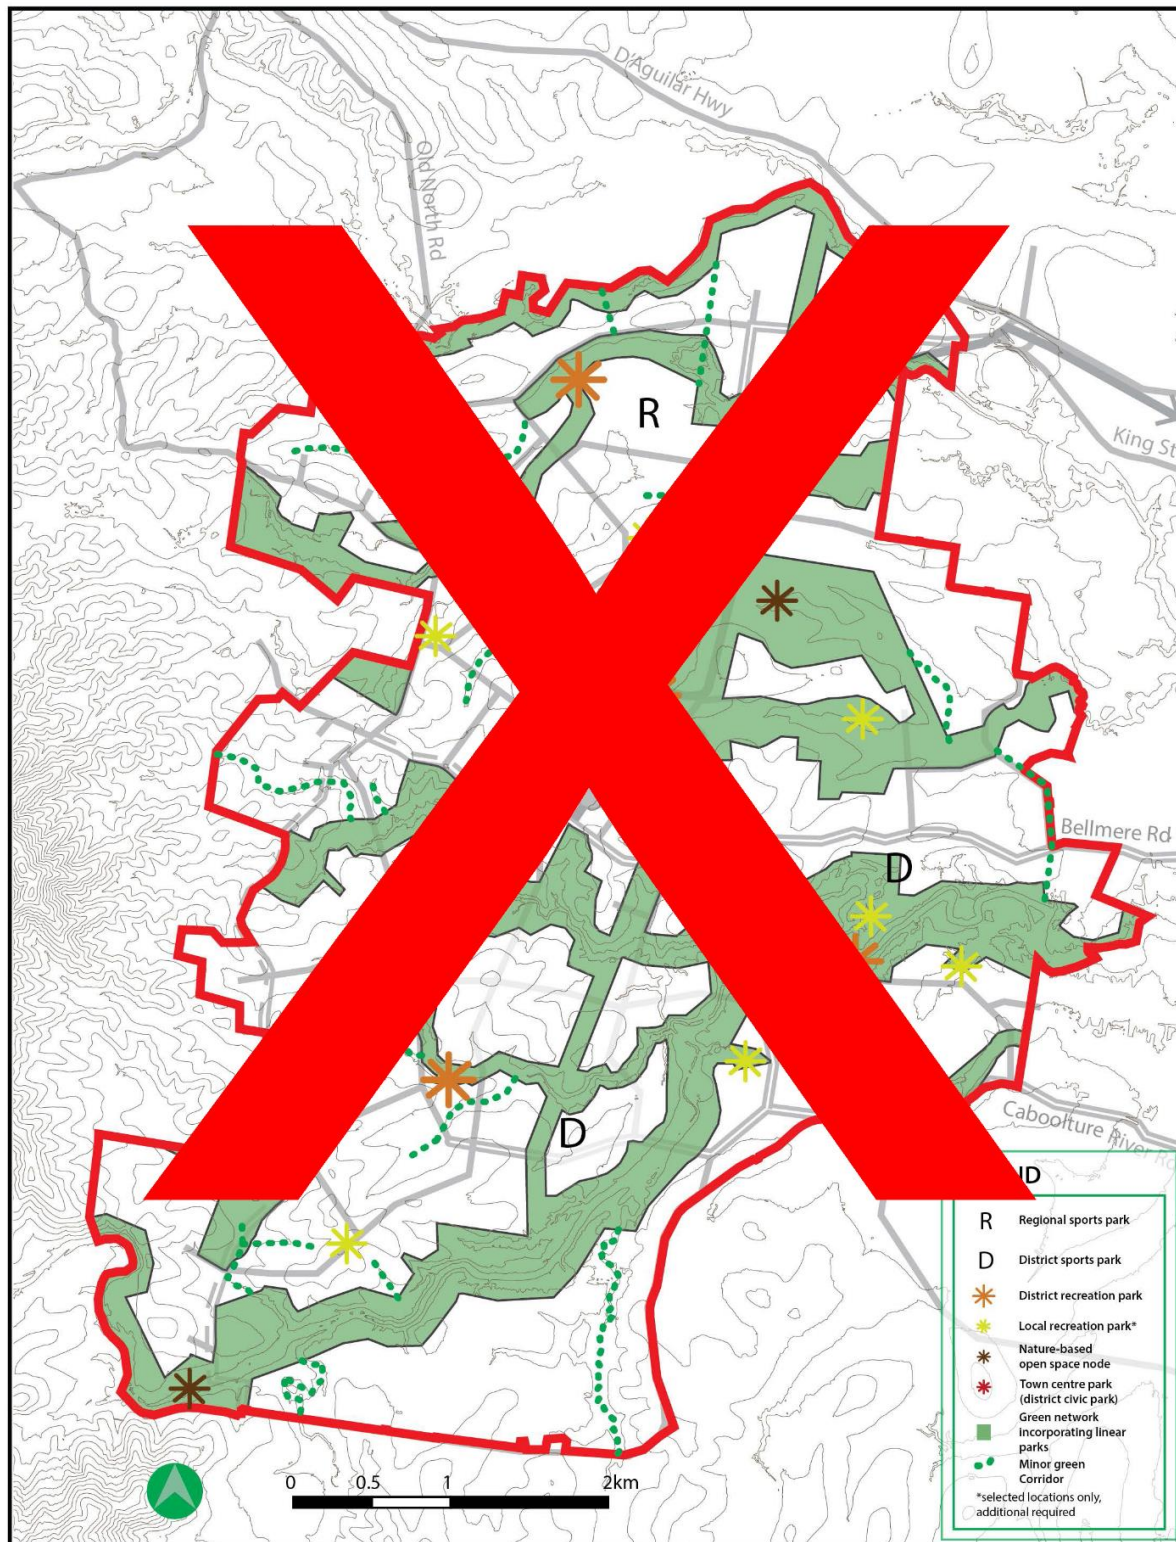 D'Aguilar Hwy
Old North Rd
King St
R
Bellmere Rd
D
D
Caboolture River Rd
R Regional sports park
D District sports park
District recreation park
Local recreation park*
Nature-based
open space node
Town centre park
(district civic park)
Green network
incorporating linear
parks
Minor green
Corridor
*selected locations only,
additional required
0 0.5 1 2km